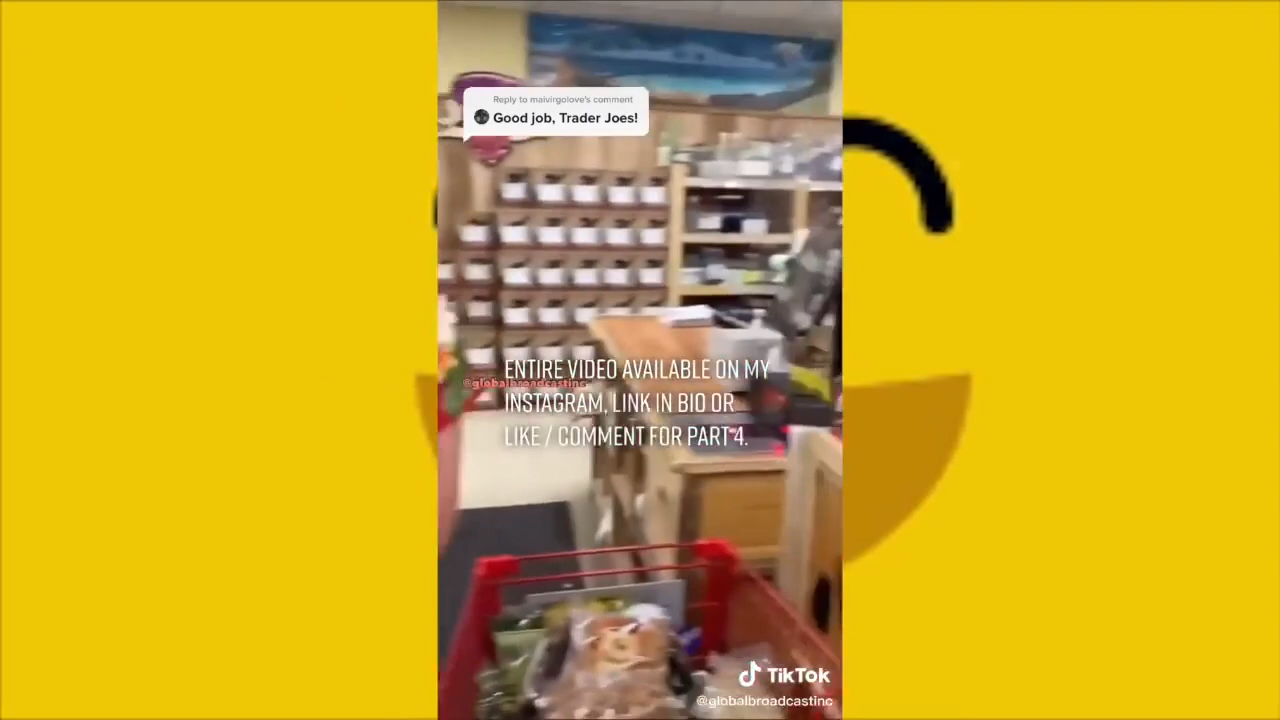 Reply to maivirgolove's comment
Good job, Trader Joes!
ENTIRE VIDEO AVAILABLE ON MY
@globalbroadcastinc
INSTAGRAM, LINK IN BIO OR
LIKE / COMMENT FOR PART 4.
TikTok
@globalbroadcastinc